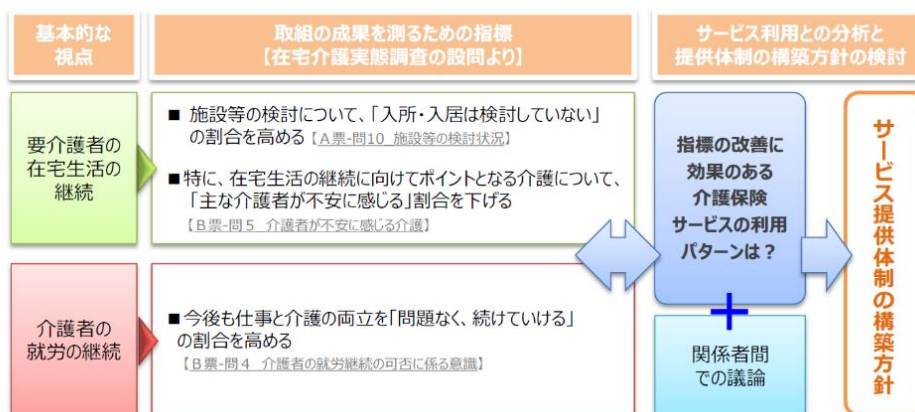 基本的な
視点
取組の成果を測るための指標
【在宅介護実態調査の設問より】
サービス利用との分析と
提供体制の構築方針の検討
要介護者の
在宅生活の
継続
■ 施設等の検討について、「入所・入居は検討していない」
の割合を高める【A票-問10 施設等の検討状況】
■特に、在宅生活の継続に向けてポイントとなる介護について、
「主な介護者が不安に感じる」割合を下げる
【B票-問5 介護者が不安に感じる介護】
介護者の
就労の継続
■今後も仕事と介護の両立を「問題なく、続けていける」
の割合を高める
【B票-問4 介護者の就労継続の可否に係る意識】
指標の改善に
効果のある
介護保険
サービスの利用
パターンは？
+
関係者間
での議論
サービス提供体制の構築方針